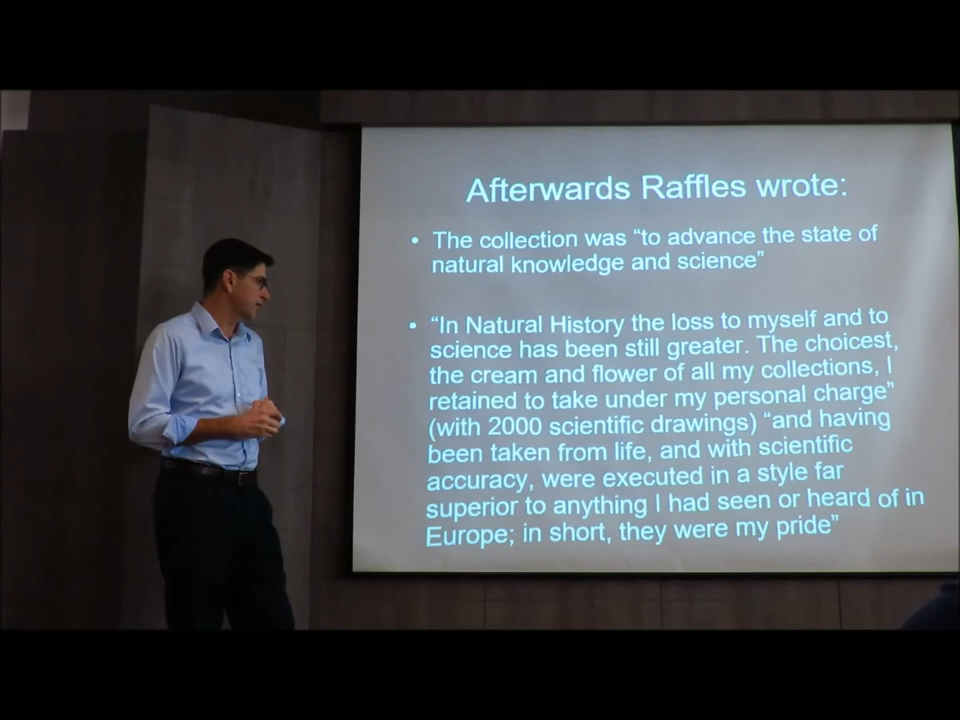 Afterwards Raffles wrote:
• The collection was “to advance the state of
natural knowledge and science”
• “In Natural History the loss to myself and to
science has been still greater. The choicest,
the cream and flower of all my collections, I
retained to take under my personal charge”
(with 2000 scientific drawings) “and having
been taken from life, and with scientific
accuracy, were executed in a style far
superior to anything I had seen or heard of in
Europe; in short, they were my pride”